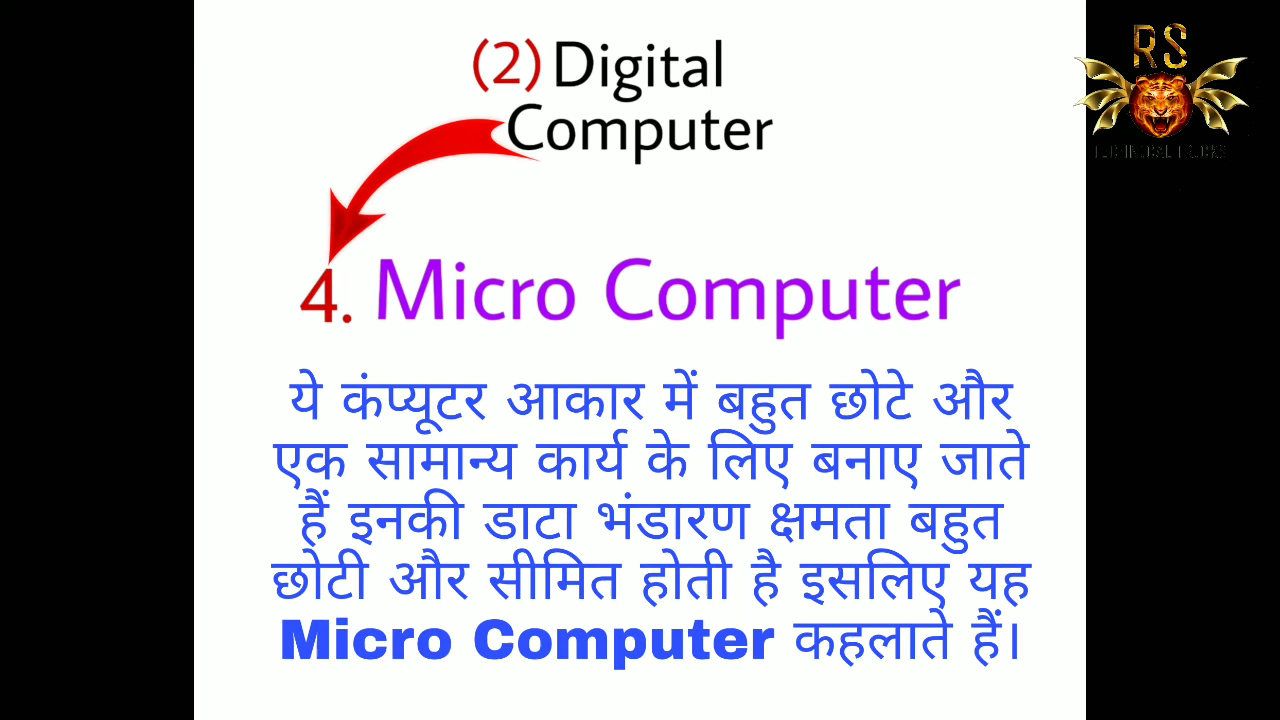 (2) Digital
Computer
4. Micro Computer
ये कंप्यूटर आकार में बहुत छोटे और
एक सामान्य कार्य के लिए बनाए जाते
हैं इनकी डाटा भंडारण क्षमता बहुत
छोटी और सीमित होती है इसलिए यह
Micro Computer कहलाते हैं।
RS